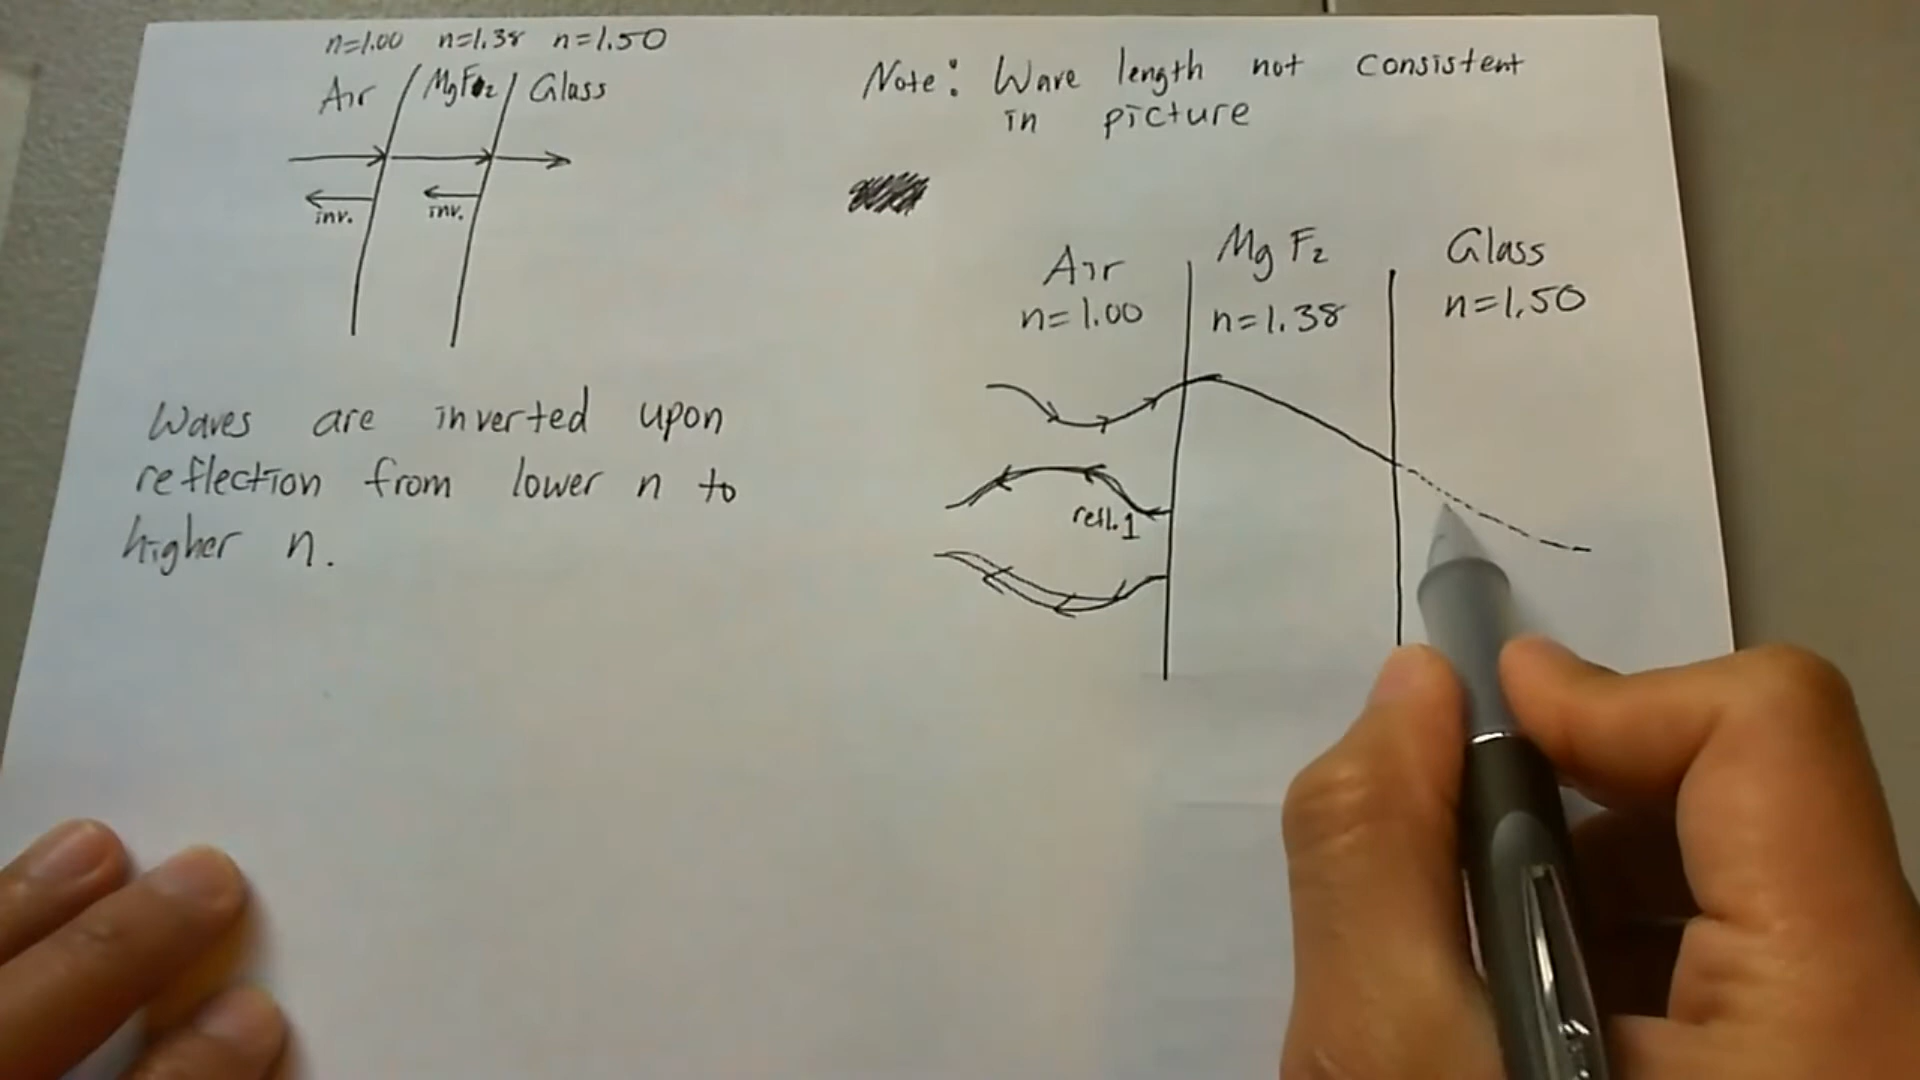 n=1.00 n=1.38 n=1.50
Air MgF2 Glass
inv. inv.
Waves are inverted upon
reflection from lower n to
higher n.
Note: Wave length not consistent
in picture
Air MgF2 Glass
n=1.00 n=1.38 n=1.50
refl.1